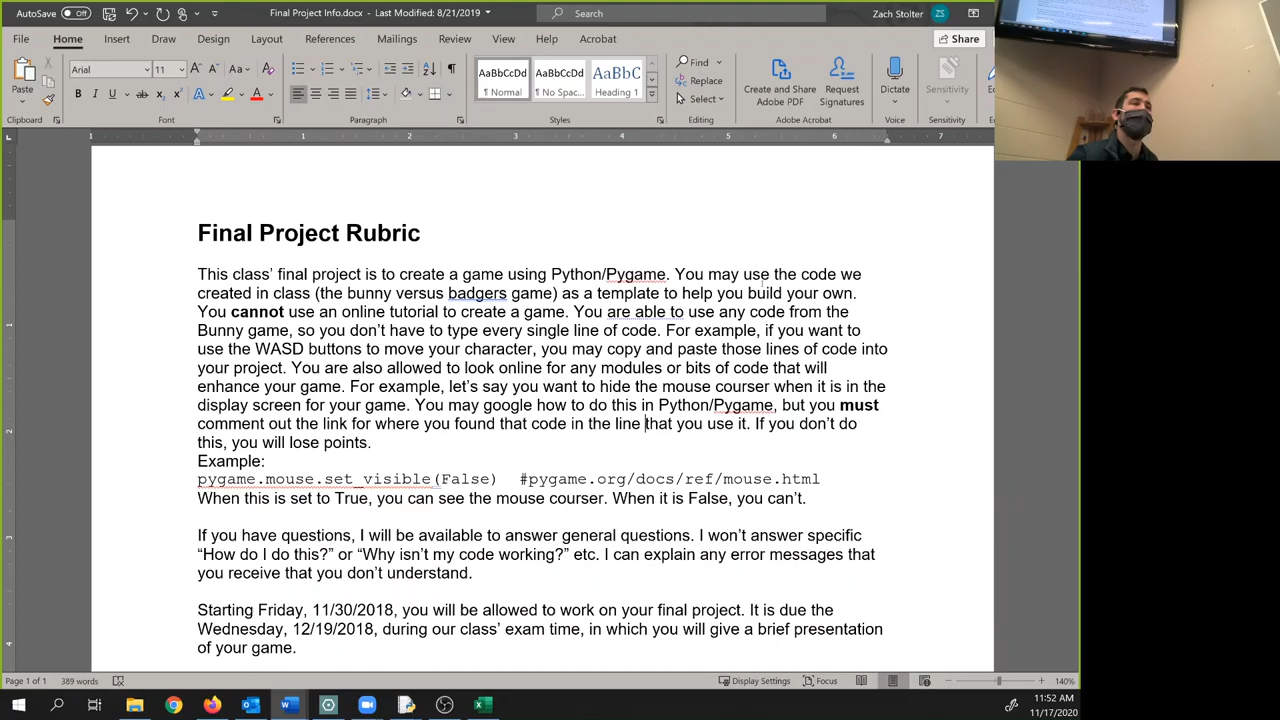 AutoSave Off Final Project Info.docx - Last Modified: 8/21/2019 Search Zach Stolter ZS
File Home Insert Draw Design Layout References Mailings Review View Help Acrobat Share
Paste Arial 11 AaBbCcDd AaBbCcDd AaBbC Find Replace Select
¶ Normal ¶ No Spac... Heading 1 Create and Share Adobe PDF Request Signatures Dictate Sensitivity
Clipboard Font Paragraph Styles Editing Adobe Acrobat Voice Sensitivity
1 1 2 3 4 5 6 7
Final Project Rubric
This class’ final project is to create a game using Python/Pygame. You may use the code we
created in class (the bunny versus badgers game) as a template to help you build your own.
You cannot use an online tutorial to create a game. You are able to use any code from the
Bunny game, so you don’t have to type every single line of code. For example, if you want to
use the WASD buttons to move your character, you may copy and paste those lines of code into
your project. You are also allowed to look online for any modules or bits of code that will
enhance your game. For example, let’s say you want to hide the mouse courser when it is in the
display screen for your game. You may google how to do this in Python/Pygame, but you must
comment out the link for where you found that code in the line that you use it. If you don’t do
this, you will lose points.
Example:
pygame.mouse.set_visible(False) #pygame.org/docs/ref/mouse.html
When this is set to True, you can see the mouse courser. When it is False, you can’t.
If you have questions, I will be available to answer general questions. I won’t answer specific
“How do I do this?” or “Why isn’t my code working?” etc. I can explain any error messages that
you receive that you don’t understand.
Starting Friday, 11/30/2018, you will be allowed to work on your final project. It is due the
Wednesday, 12/19/2018, during our class’ exam time, in which you will give a brief presentation
of your game.
Page 1 of 1 389 words Display Settings Focus 140%
11:52 AM
11/17/2020